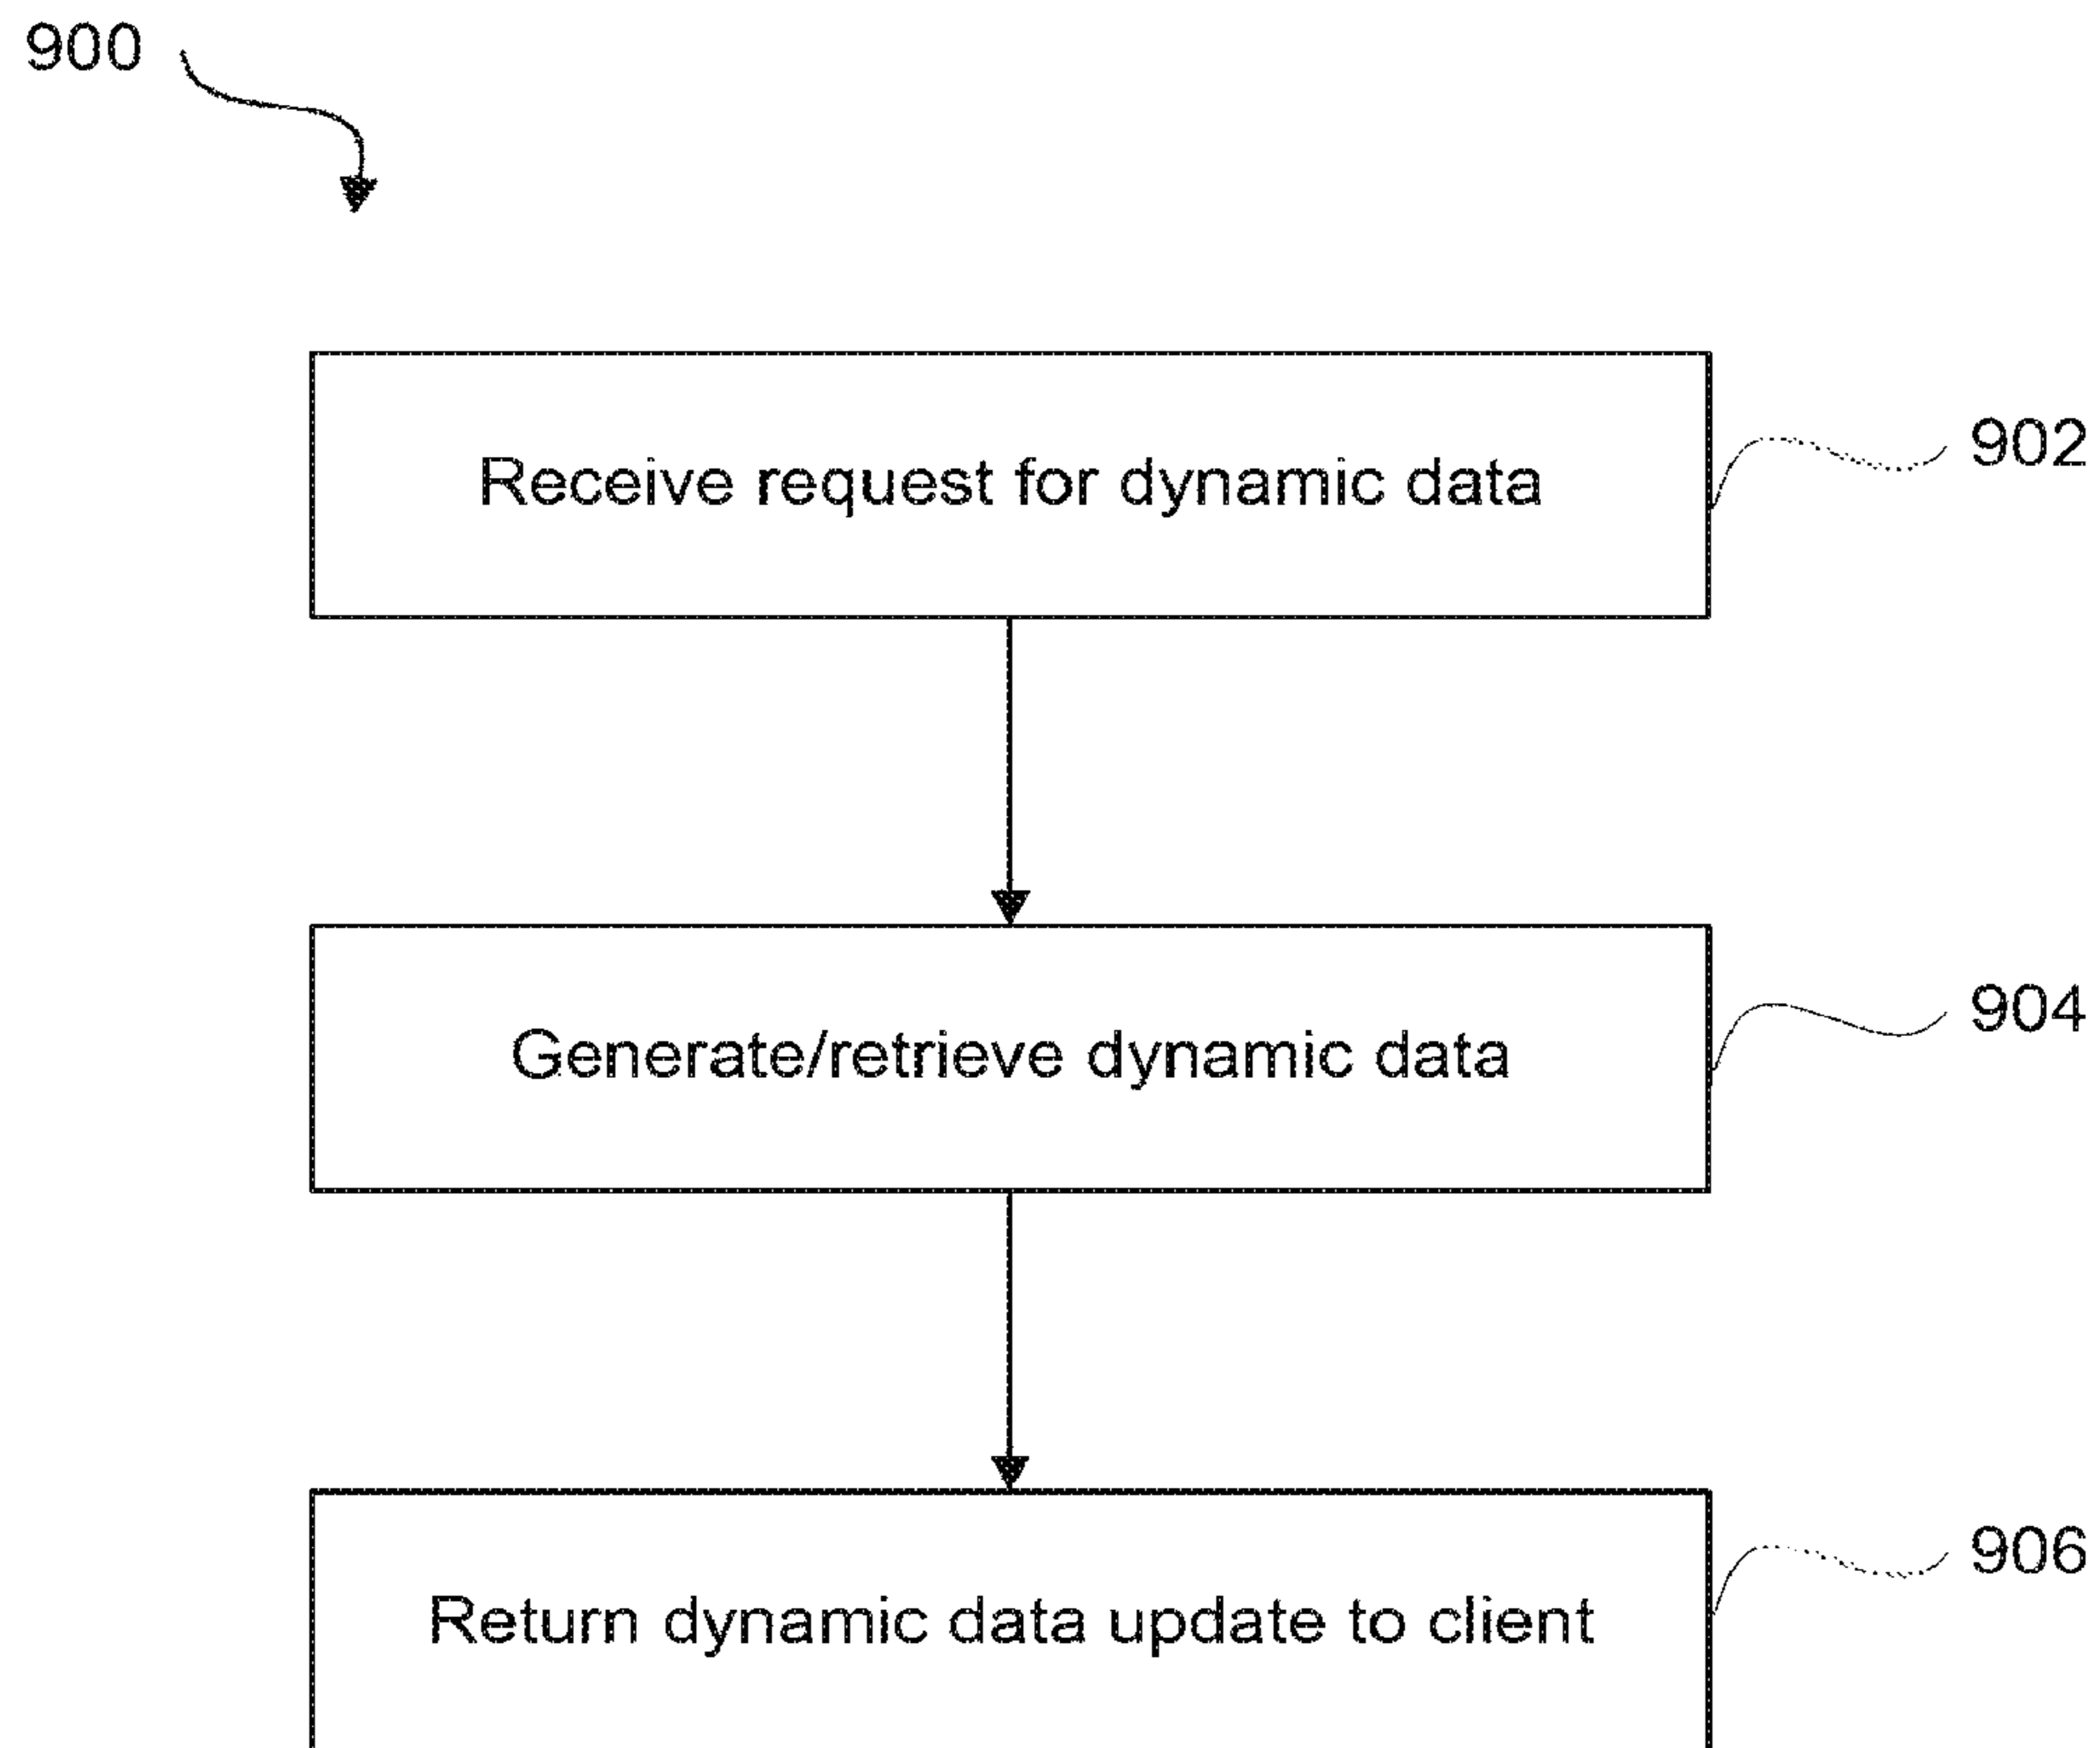 900
Receive request for dynamic data
902
Generate/retrieve dynamic data
904
Return dynamic data update to client
906